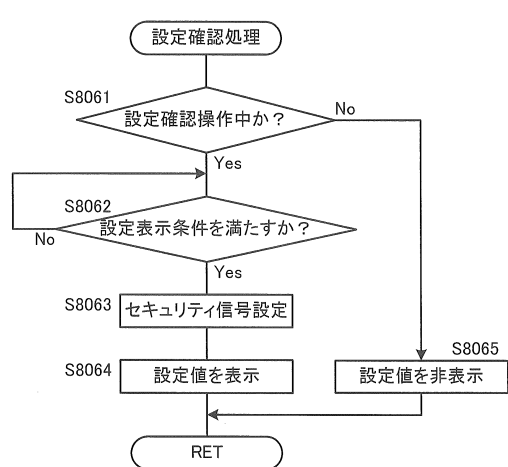 設定確認処理
S8061
設定確認操作中か？
No
Yes
S8062
設定表示条件を満たすか？
No
Yes
S8063
セキュリティ信号設定
S8064
設定値を表示
S8065
設定値を非表示
RET